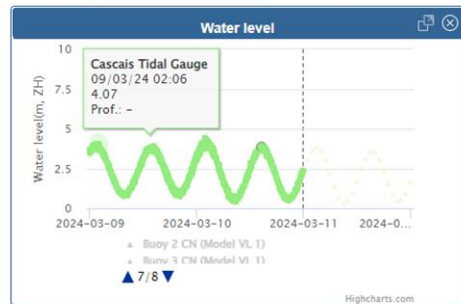 Water level
10
7.5
5
2.5
0
Water level(m, ZH)
Cascais Tidal Gauge
09/03/24 02:06
4.07
Prof.: –
2024-03-09
2024-03-10
2024-03-11
2024-0...
▲ Buoy 2 CN (Model VL 1)
▲ Buoy 3 CN (Model VL 1)
▲ 7/8 ▼
Highcharts.com